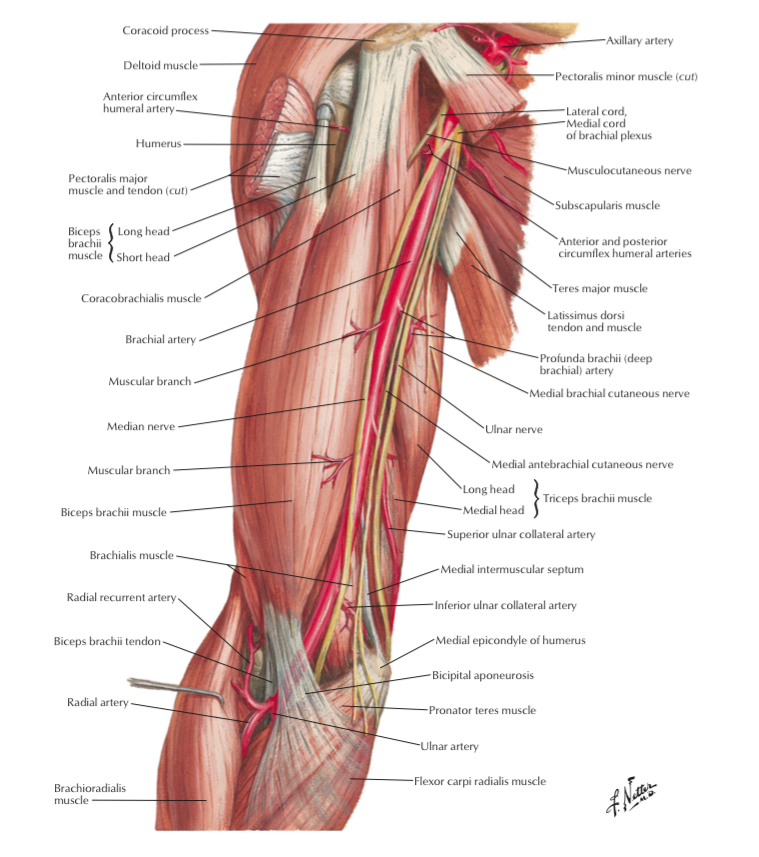 Coracoid process
Deltoid muscle
Anterior circumflex
humeral artery
Humerus
Pectoralis major
muscle and tendon (cut)
Biceps
brachii
muscle
Long head
Short head
Coracobrachialis muscle
Brachial artery
Muscular branch
Median nerve
Muscular branch
Biceps brachii muscle
Brachialis muscle
Radial recurrent artery
Biceps brachii tendon
Radial artery
Brachioradialis
muscle
Axillary artery
Pectoralis minor muscle (cut)
Lateral cord,
Medial cord
of brachial plexus
Musculocutaneous nerve
Subscapularis muscle
Anterior and posterior
circumflex humeral arteries
Teres major muscle
Latissimus dorsi
tendon and muscle
Profunda brachii (deep
brachial) artery
Medial brachial cutaneous nerve
Ulnar nerve
Medial antebrachial cutaneous nerve
Long head
Medial head
Triceps brachii muscle
Superior ulnar collateral artery
Medial intermuscular septum
Inferior ulnar collateral artery
Medial epicondyle of humerus
Bicipital aponeurosis
Pronator teres muscle
Ulnar artery
Flexor carpi radialis muscle
F. Netter
M.D.